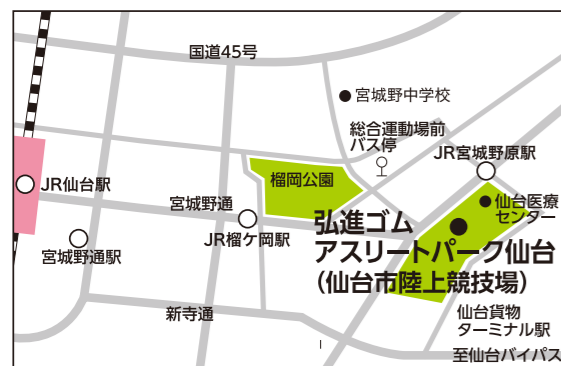 国道45号
宮城野中学校
総合運動場前
バス停
JR宮城野原駅
榴岡公園
JR仙台駅
宮城野通
仙台医療
センター
弘進ゴム
アスリートパーク仙台
(仙台市陸上競技場)
JR榴ケ岡駅
宮城野通駅
新寺通
仙台貨物
ターミナル駅
至仙台バイパス